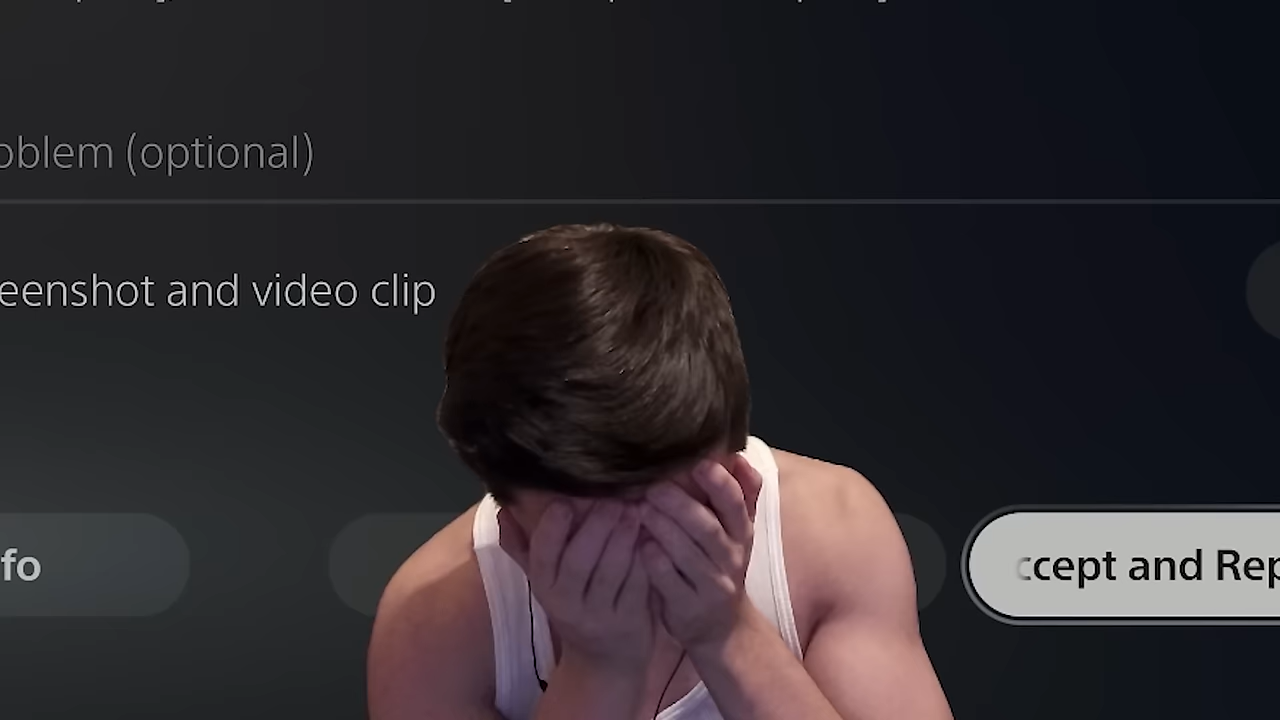 oblem (optional)
eenshot and video clip
fo
ccept and Rep